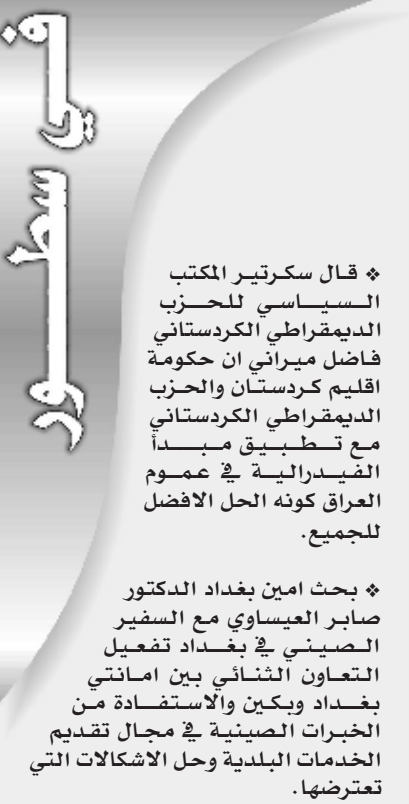 في سطور
❖ قال سكرتير المكتب
السياسي للحزب
الديمقراطي الكردستاني
فاضل ميراني ان حكومة
اقليم كردستان والحزب
الديمقراطي الكردستاني
مع تطبيق مبدأ
الفيدرالية في عموم
العراق كونه الحل الافضل
للجميع.
❖ بحث امين بغداد الدكتور
صابر العيساوي مع السفير
الصيني في بغداد تفعيل
التعاون الثنائي بين امانتي
بغداد وبكين والاستفادة من
الخبرات الصينية في مجال تقديم
الخدمات البلدية وحل الاشكالات التي
تعترضها.